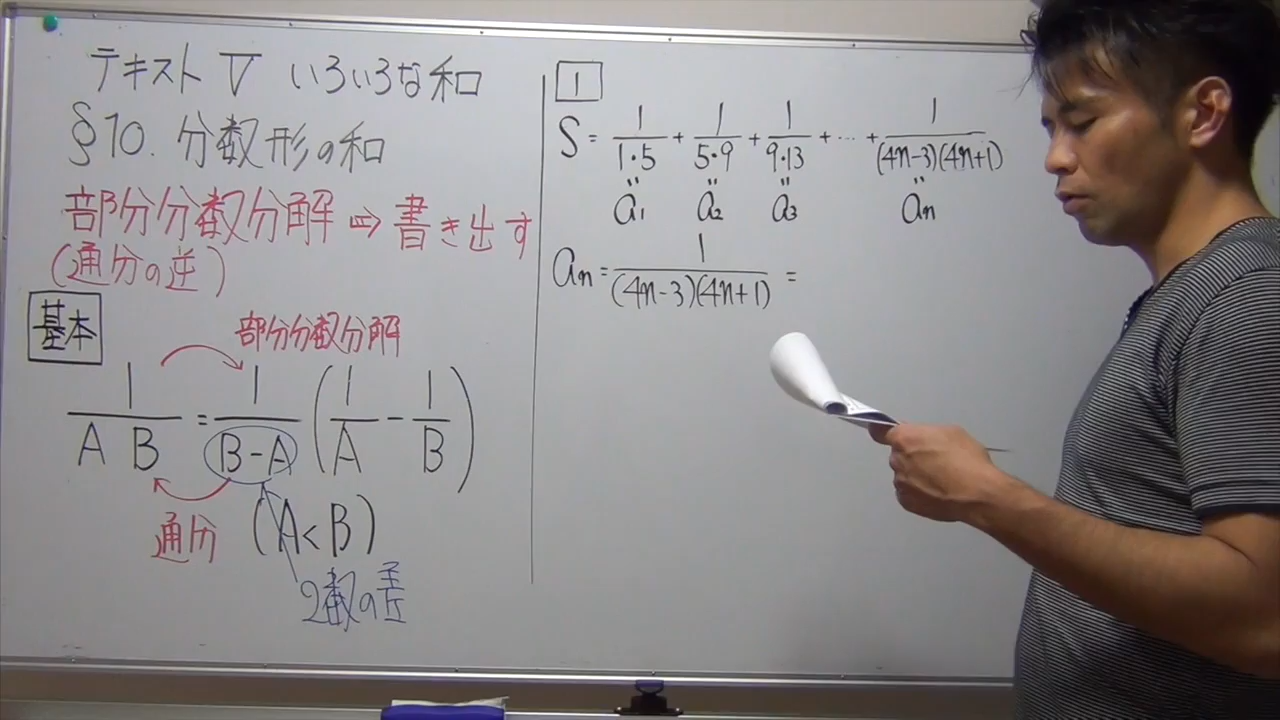 テキストV いろいろな和
§10. 分数形の和
部分分数分解 ⇨ 書き出す
(通分の逆)
基本
部分分数分解
1/(A B) = 1/(B-A) (1/A - 1/B)
通分 (A<B)
2数の差
1
S = 1/(1・5) + 1/(5・9) + 1/(9・13) + … + 1/((4n-3)(4n+1))
" " " "
a₁ a₂ a₃ an
an = 1/((4n-3)(4n+1)) =